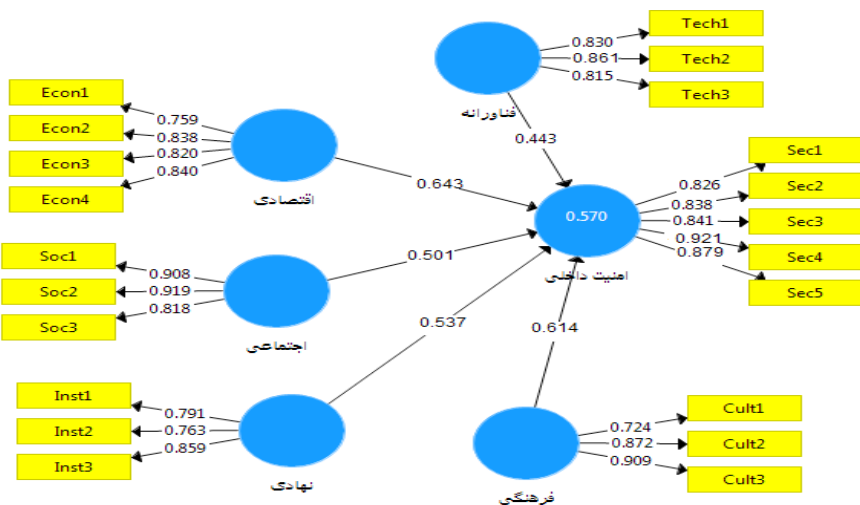 Tech1
0.830
Tech2
0.861
Tech3
0.815
فناورانه
0.443
Econ1
0.759
Econ2
0.838
Econ3
0.820
Econ4
0.840
اقتصادی
0.643
Sec1
0.826
Sec2
0.838
Sec3
0.841
Sec4
0.921
Sec5
0.879
0.570
امنیت داخلی
Soc1
0.908
Soc2
0.919
Soc3
0.818
اجتماعی
0.501
Inst1
0.791
Inst2
0.763
Inst3
0.859
نهادی
0.537
0.614
Cult1
0.724
Cult2
0.872
Cult3
0.909
فرهنگی